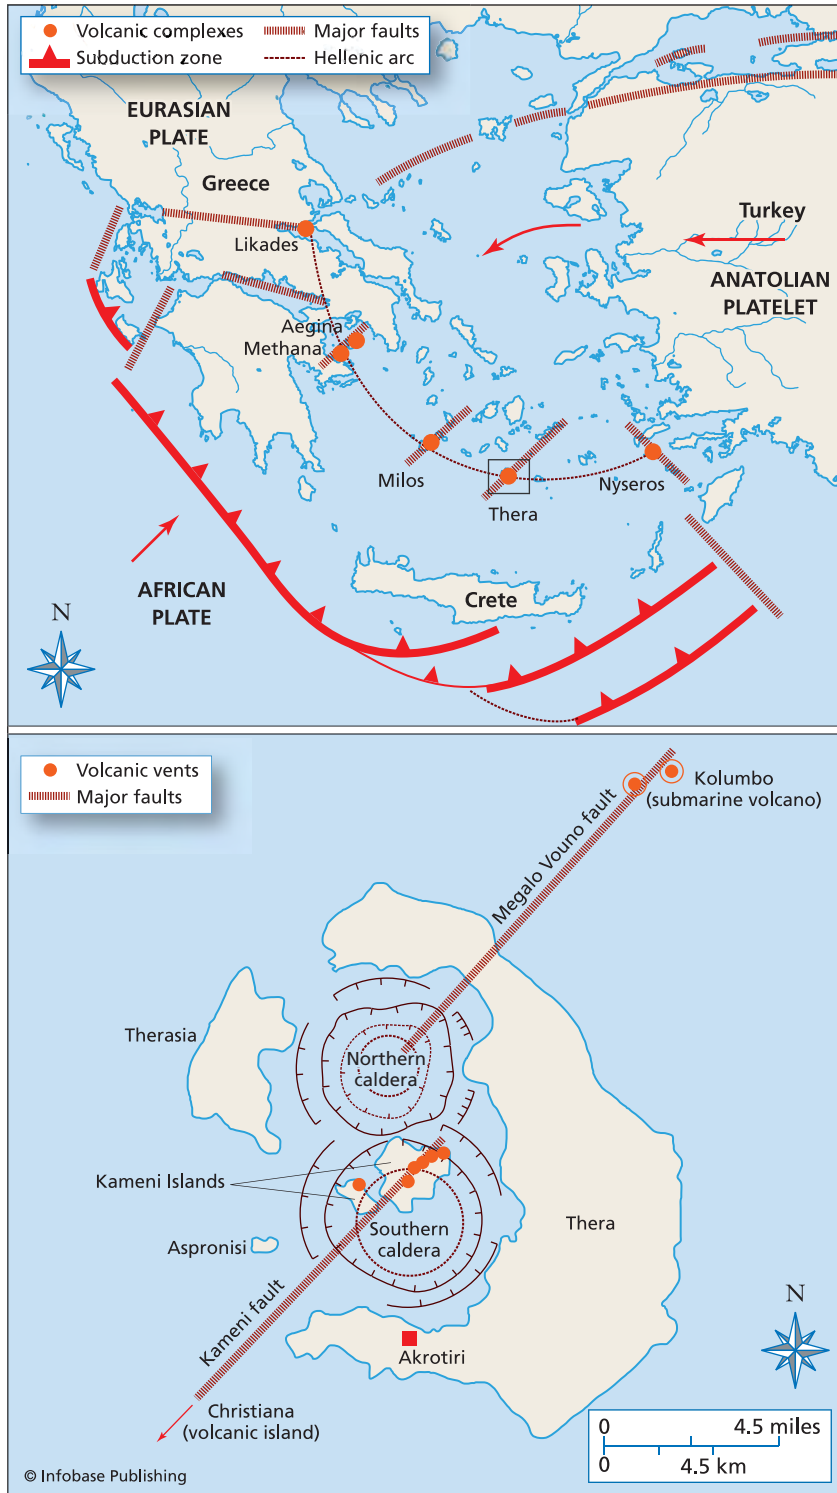 Volcanic complexes
Major faults
Subduction zone
Hellenic arc
EURASIAN
PLATE
Greece
Likades
Turkey
ANATOLIAN
PLATELET
Aegina
Methana
Milos
Thera
Nyseros
AFRICAN
PLATE
Crete
N
Volcanic vents
Major faults
Kolumbo
(submarine volcano)
Megalo Vouno fault
Therasia
Northern
caldera
Kameni Islands
Southern
caldera
Thera
Aspronisi
Kameni fault
Akrotiri
N
Christiana
(volcanic island)
0 4.5 miles
0 4.5 km
© Infobase Publishing